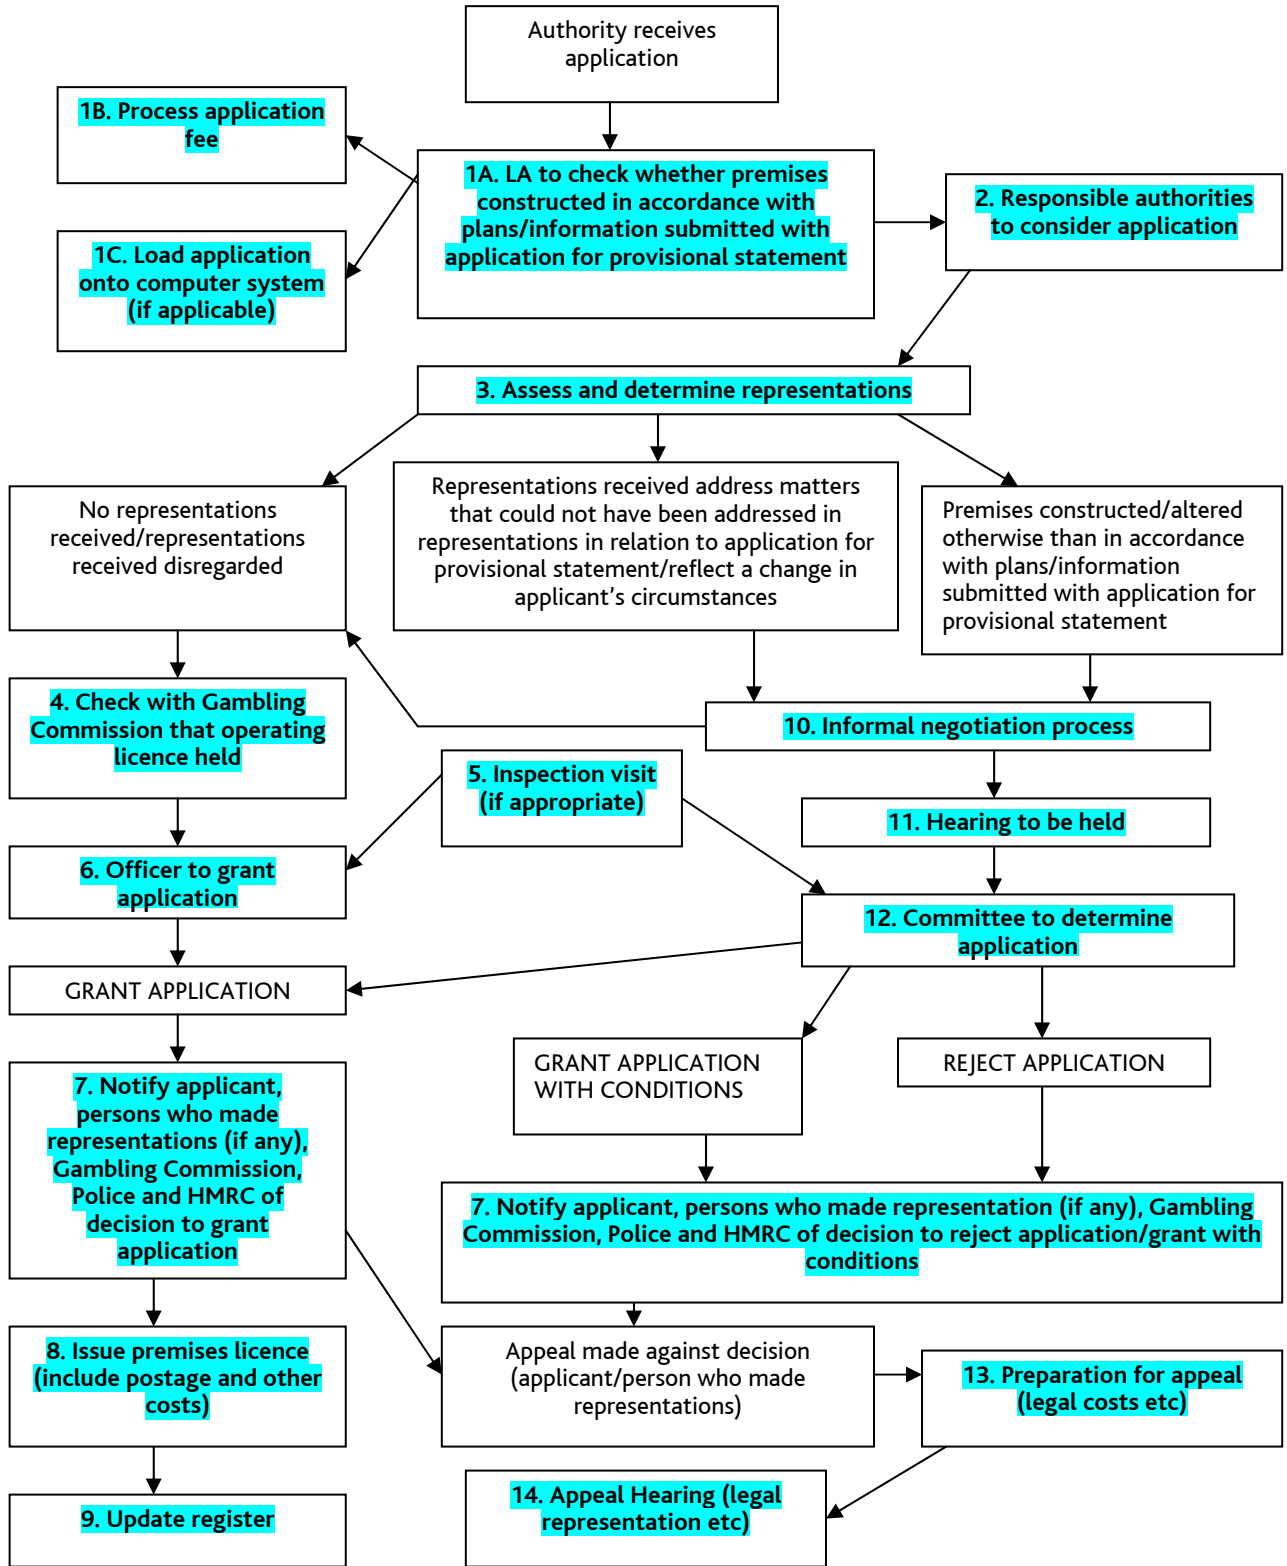 Authority receives
application
1B. Process application
fee
1A. LA to check whether premises
constructed in accordance with
plans/information submitted with
application for provisional statement
2. Responsible authorities
to consider application
1C. Load application
onto computer system
(if applicable)
3. Assess and determine representations
No representations
received/representations
received disregarded
Representations received address matters
that could not have been addressed in
representations in relation to application for
provisional statement/reflect a change in
applicant's circumstances
Premises constructed/altered
otherwise than in accordance
with plans/information
submitted with application for
provisional statement
4. Check with Gambling
Commission that operating
licence held
10. Informal negotiation process
5. Inspection visit
(if appropriate)
11. Hearing to be held
6. Officer to grant
application
12. Committee to determine
application
GRANT APPLICATION
GRANT APPLICATION
WITH CONDITIONS
REJECT APPLICATION
7. Notify applicant,
persons who made
representations (if any),
Gambling Commission,
Police and HMRC of
decision to grant
application
7. Notify applicant, persons who made representation (if any), Gambling
Commission, Police and HMRC of decision to reject application/grant with
conditions
8. Issue premises licence
(include postage and other
costs)
Appeal made against decision
(applicant/person who made
representations)
13. Preparation for appeal
(legal costs etc)
9. Update register
14. Appeal Hearing (legal
representation etc)